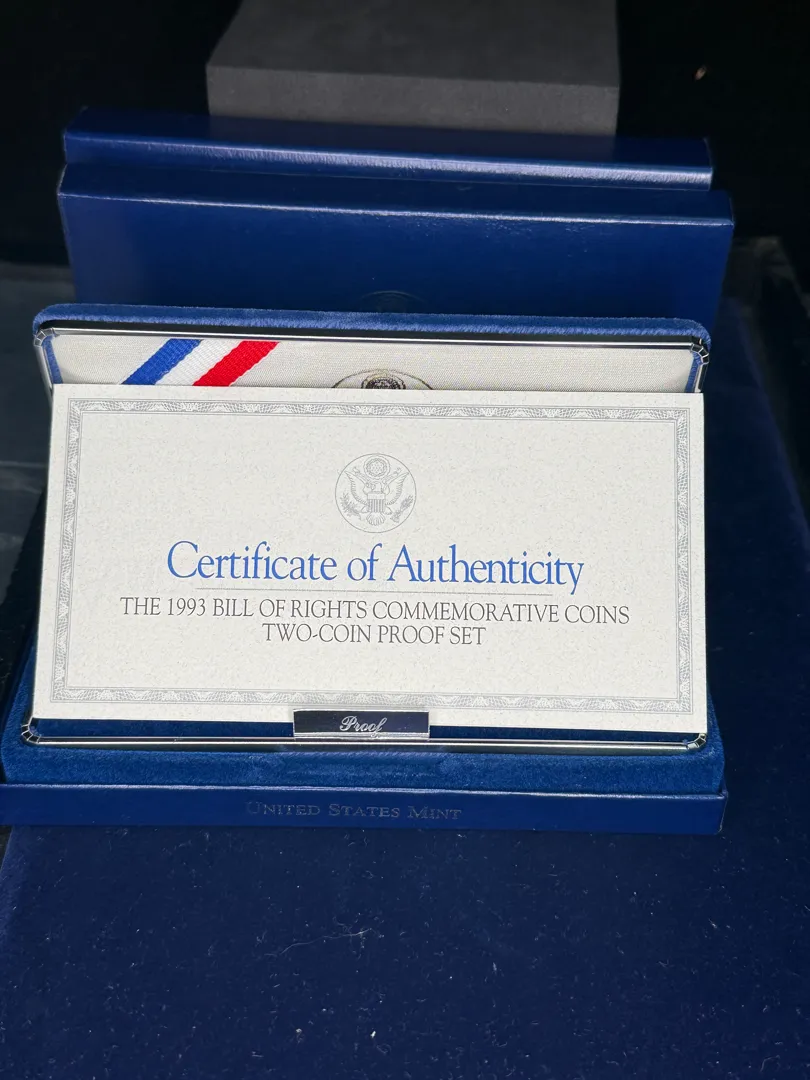 Certificate of Authenticity
THE 1993 BILL OF RIGHTS COMMEMORATIVE COINS
TWO-COIN PROOF SET
Proof
UNITED STATES MINT